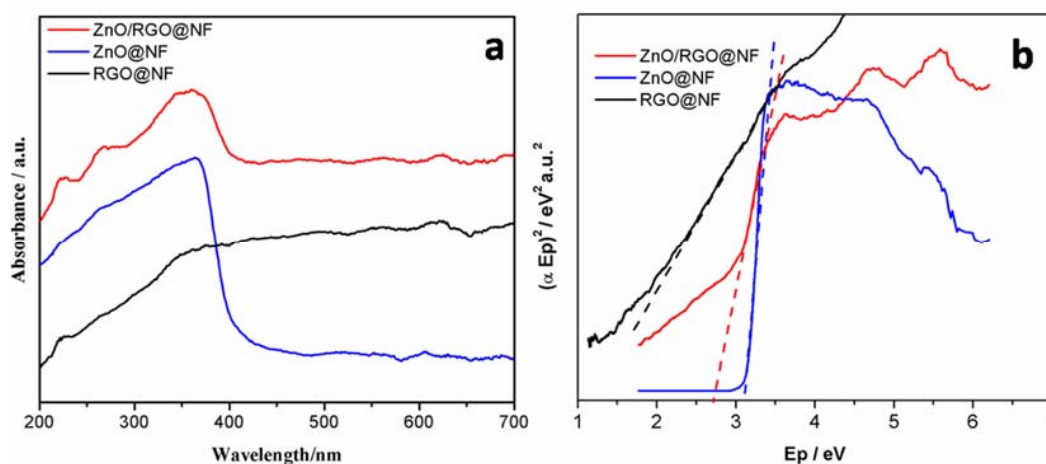 ZnO/RGO@NF
ZnO@NF
RGO@NF
a
Absorbance / a.u.
200 300 400 500 600 700
Wavelength/nm
ZnO/RGO@NF
ZnO@NF
RGO@NF
b
(α Ep)² / eV² a.u.²
1 2 3 4 5 6
Ep / eV